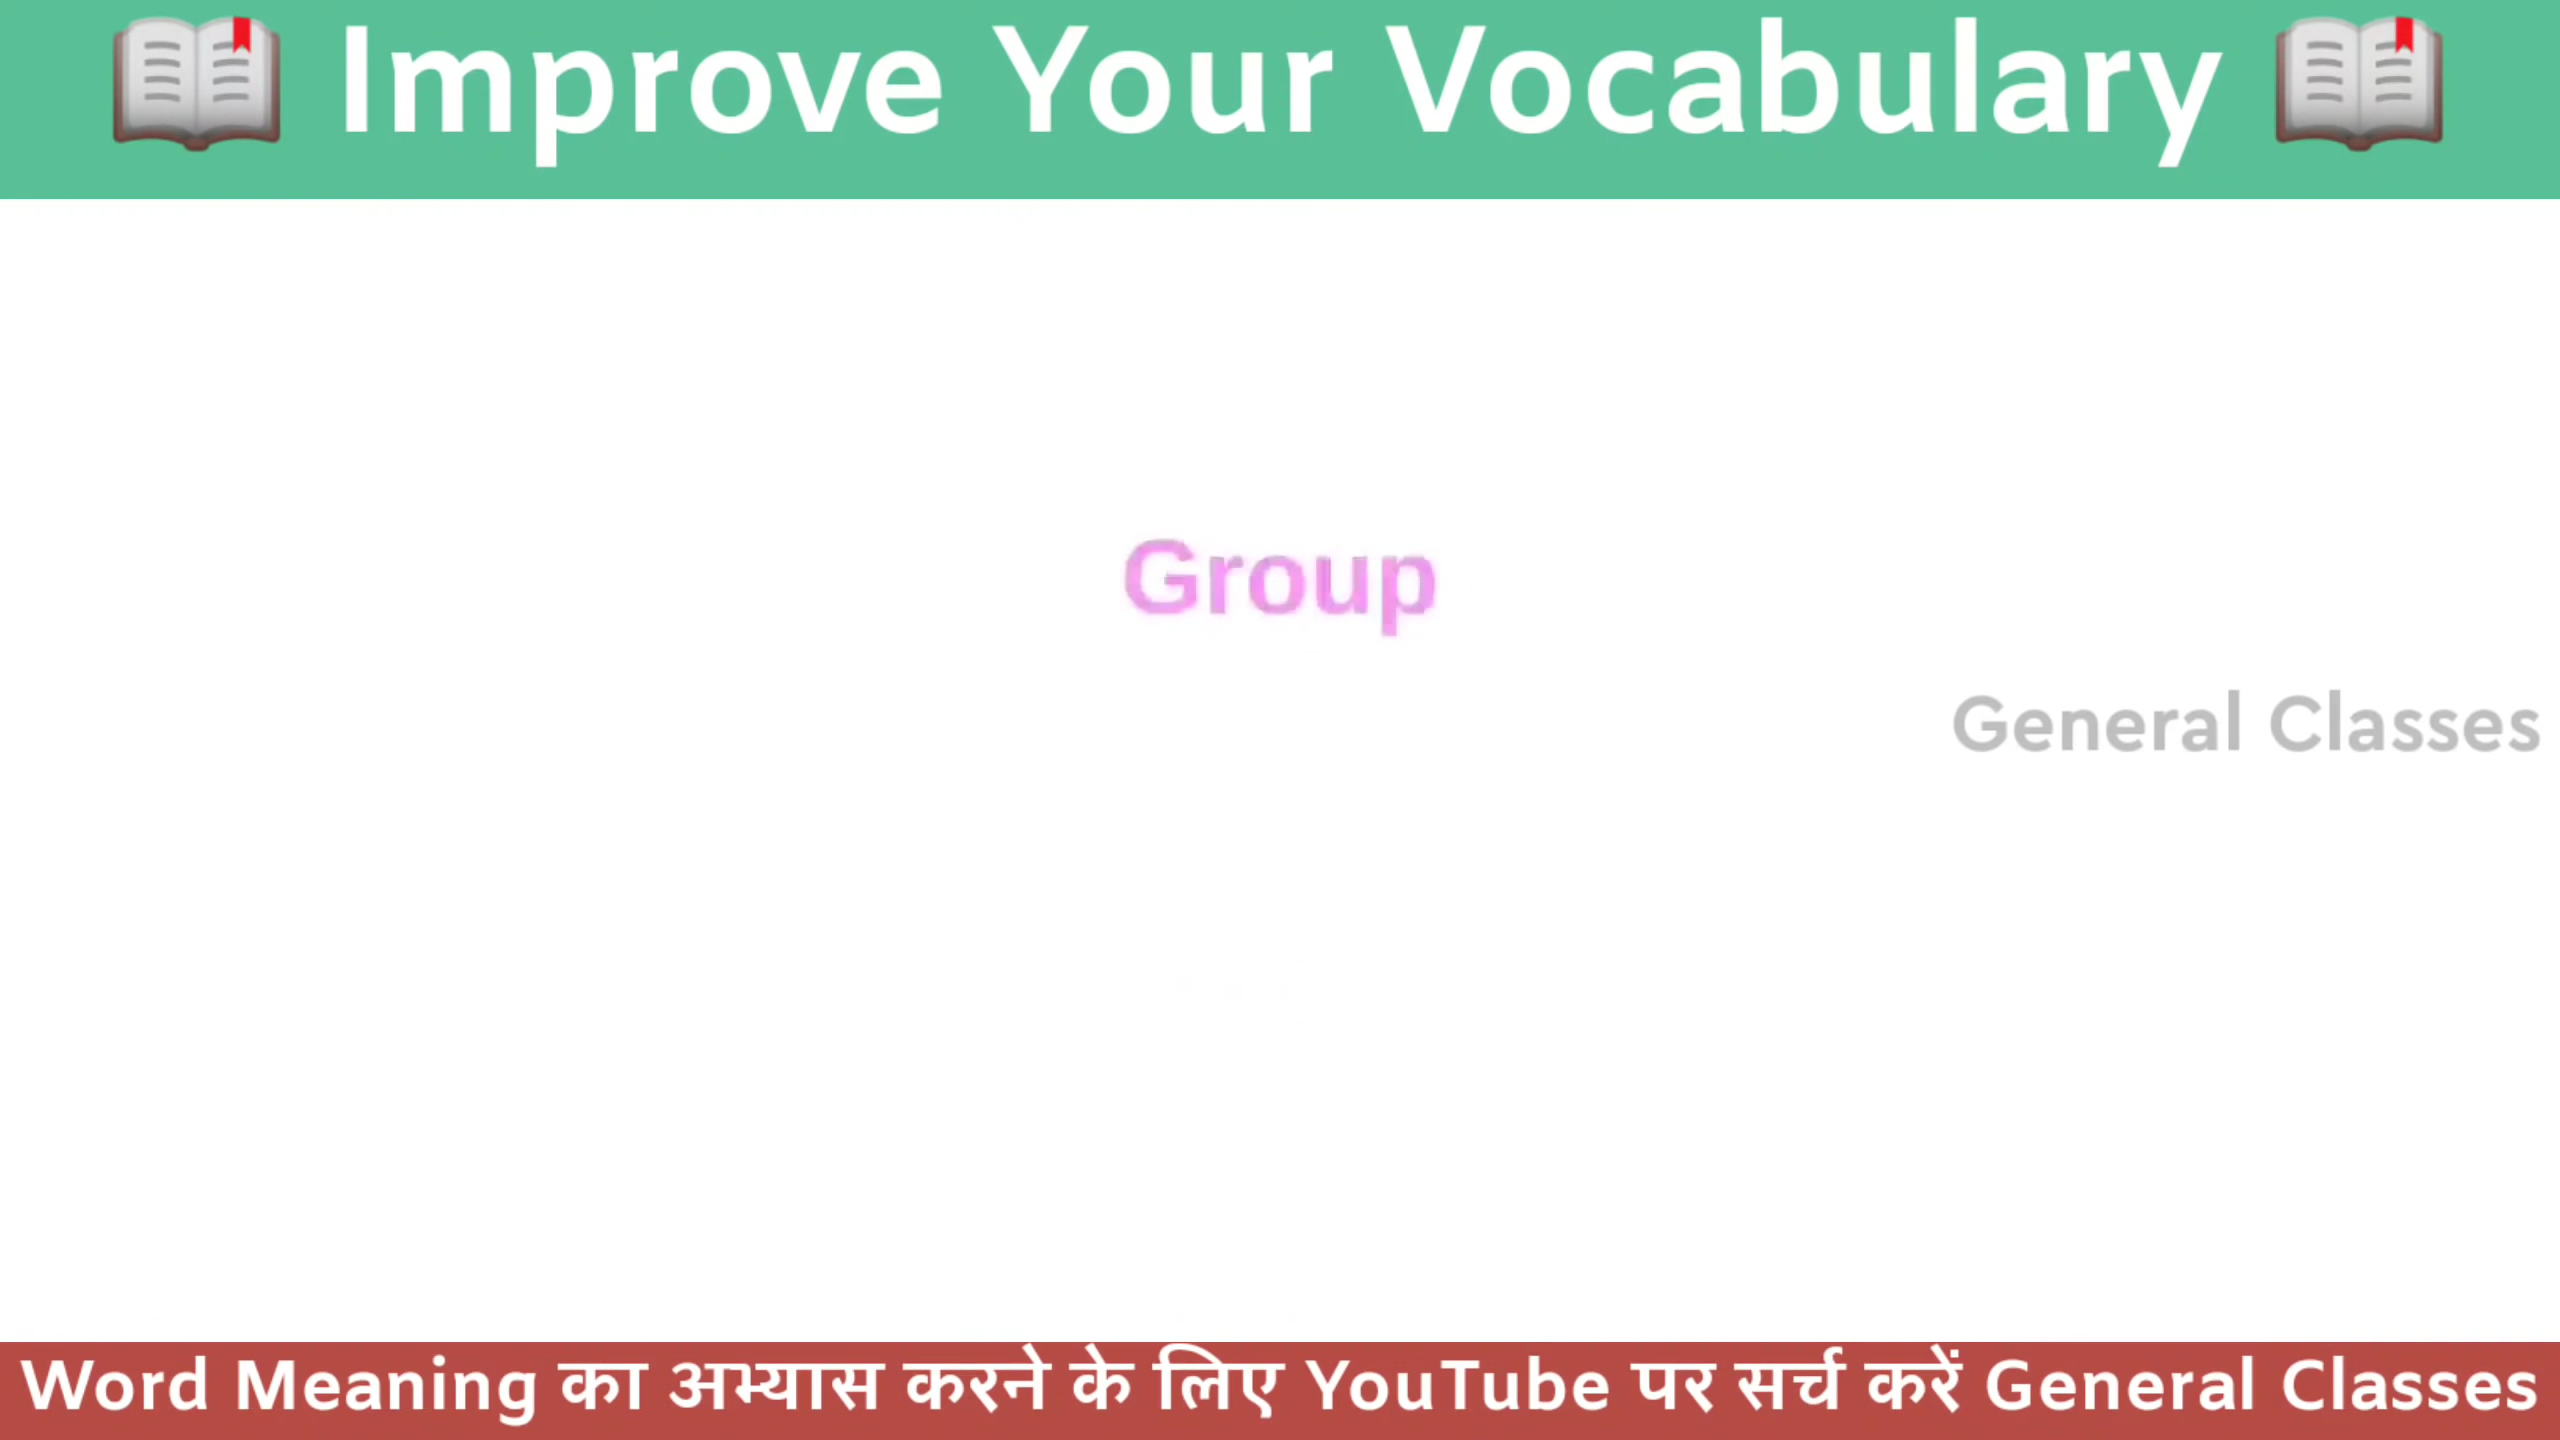 Improve Your Vocabulary
Group
General Classes
Word Meaning का अभ्यास करने के लिए YouTube पर सर्च करें General Classes